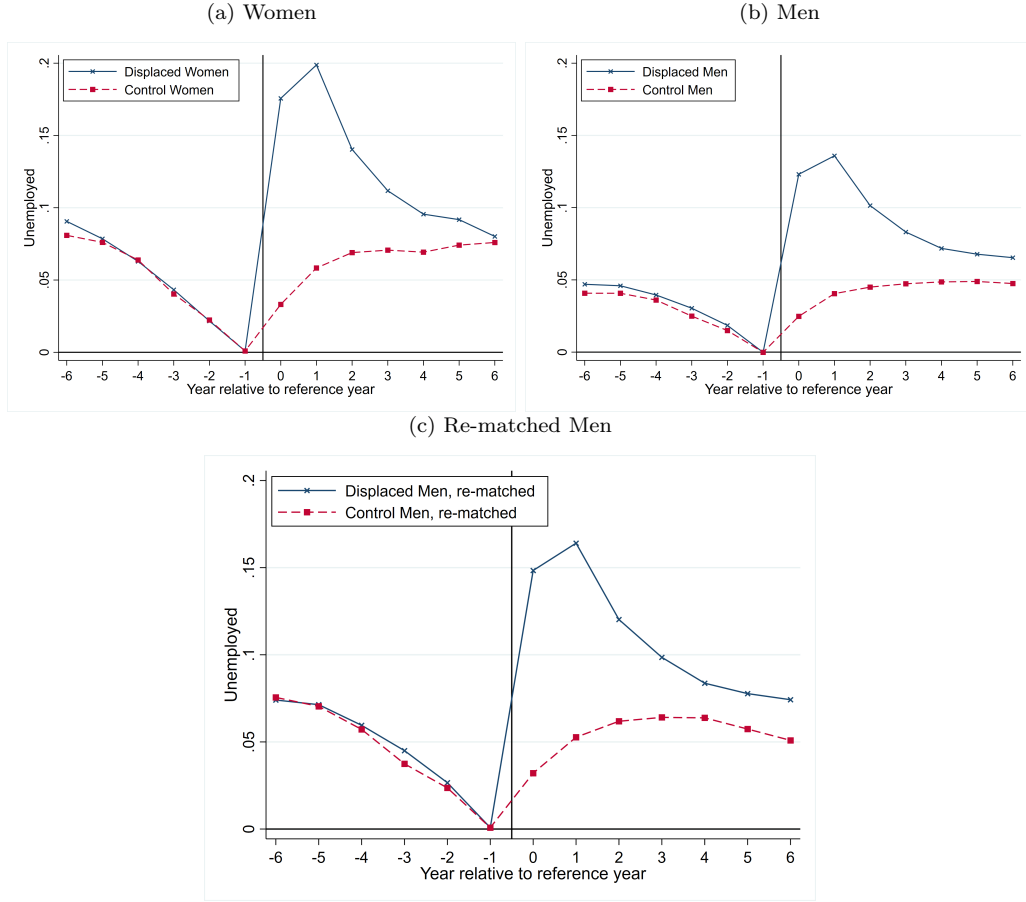 (a) Women
Displaced Women
Control Women
Unemployed
.2
.15
.1
.05
0
-6 -5 -4 -3 -2 -1 0 1 2 3 4 5 6
Year relative to reference year
(b) Men
Displaced Men
Control Men
Unemployed
.2
.15
.1
.05
0
-6 -5 -4 -3 -2 -1 0 1 2 3 4 5 6
Year relative to reference year
(c) Re-matched Men
Displaced Men, re-matched
Control Men, re-matched
Unemployed
.2
.15
.1
.05
0
-6 -5 -4 -3 -2 -1 0 1 2 3 4 5 6
Year relative to reference year